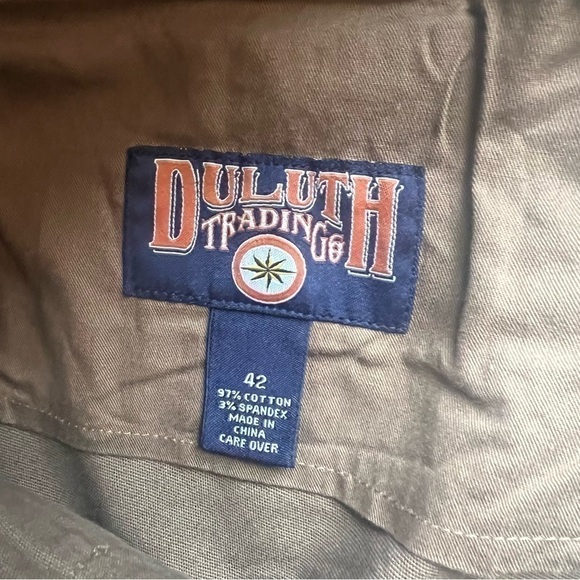 DULUTH
TRADING Co
42
97% COTTON
3% SPANDEX
MADE IN
CHINA
CARE OVER